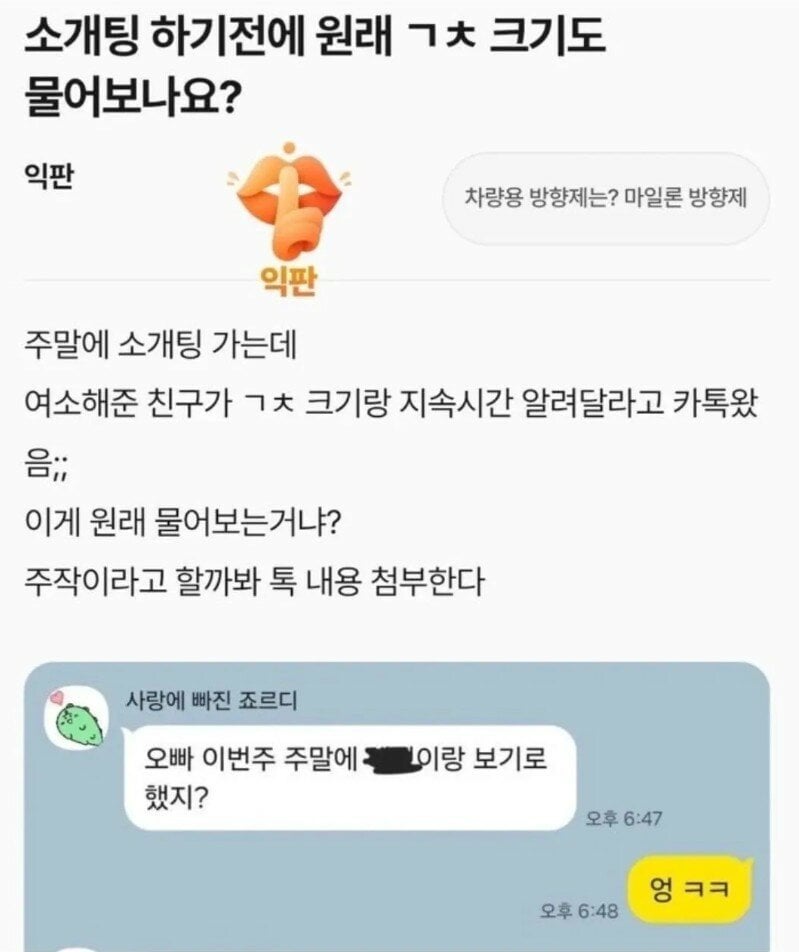 소개팅 하기전에 원래 ㄱㅊ 크기도
물어보나요?
익판
차량용 방향제는? 마일론 방향제
익판
주말에 소개팅 가는데
여소해준 친구가 ㄱㅊ 크기랑 지속시간 알려달라고 카톡왔
음;;
이게 원래 물어보는거냐?
주작이라고 할까봐 톡 내용 첨부한다
사랑에 빠진 죠르디
오빠 이번주 주말에 이랑 보기로
했지?
오후 6:47
엉 ㅋㅋ
오후 6:48